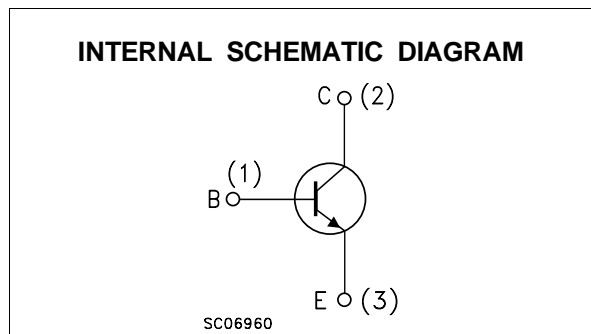 INTERNAL SCHEMATIC DIAGRAM
C (2)
(1)
B
E (3)
SC06960